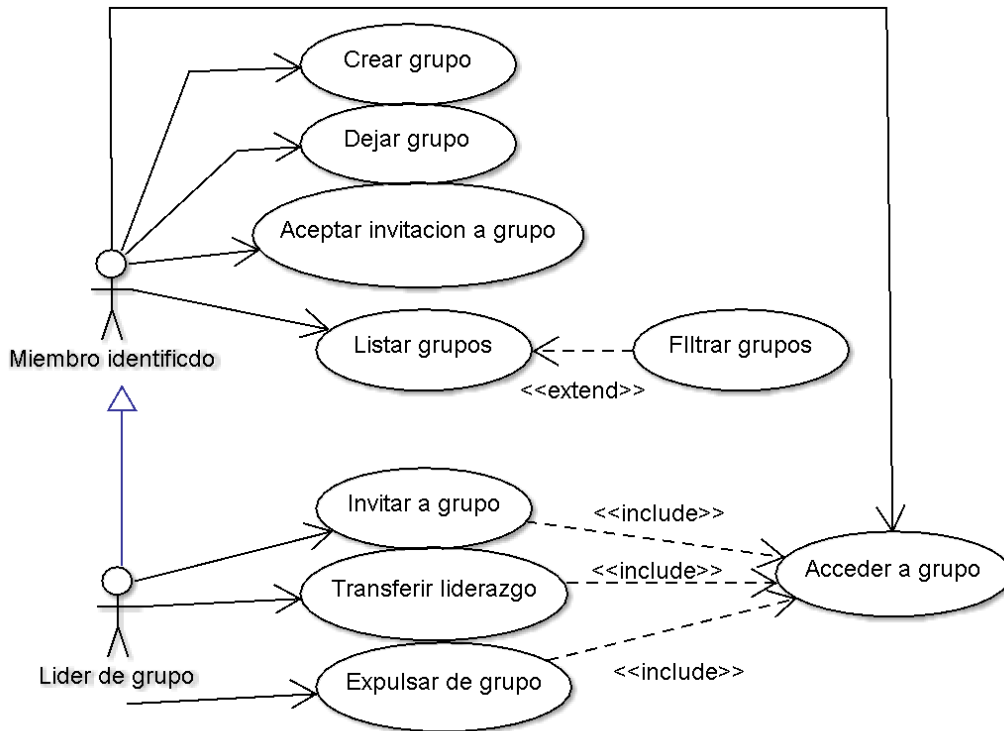 Crear grupo
Dejar grupo
Aceptar invitacion a grupo
Miembro identificdo
Listar grupos
FIltrar grupos
<<extend>>
Invitar a grupo
<<include>>
Transferir liderazgo
<<include>>
Acceder a grupo
Lider de grupo
Expulsar de grupo
<<include>>